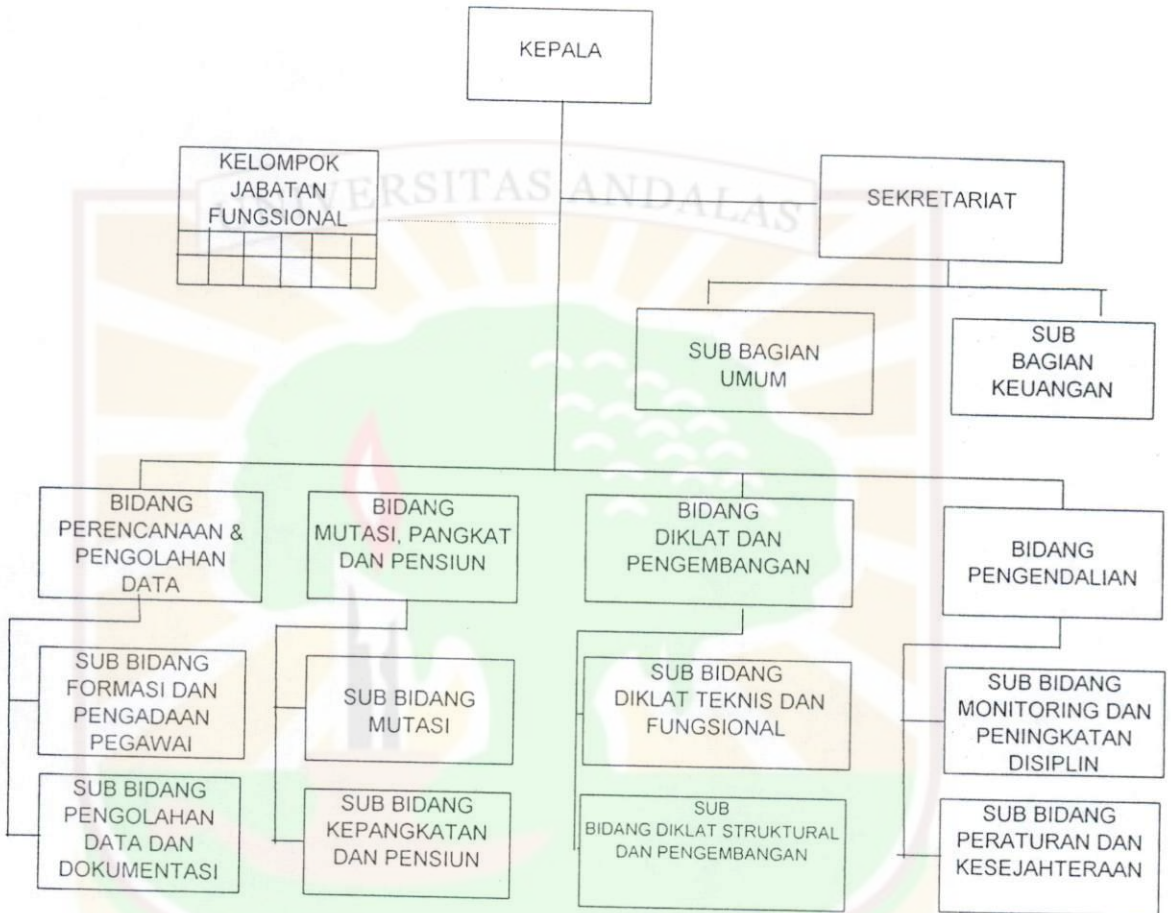 KEPALA
KELOMPOK
JABATAN
FUNGSIONAL
UNIVERSITAS ANDALAS
SEKRETARIAT
SUB BAGIAN
UMUM
SUB
BAGIAN
KEUANGAN
BIDANG
PERENCANAAN &
PENGOLAHAN
DATA
BIDANG
MUTASI, PANGKAT
DAN PENSIUN
BIDANG
DIKLAT DAN
PENGEMBANGAN
BIDANG
PENGENDALIAN
SUB BIDANG
FORMASI DAN
PENGADAAN
PEGAWAI
SUB BIDANG
MUTASI
SUB BIDANG
DIKLAT TEKNIS DAN
FUNGSIONAL
SUB BIDANG
MONITORING DAN
PENINGKATAN
DISIPLIN
SUB BIDANG
PENGOLAHAN
DATA DAN
DOKUMENTASI
SUB BIDANG
KEPANGKATAN
DAN PENSIUN
SUB
BIDANG DIKLAT STRUKTURAL
DAN PENGEMBANGAN
SUB BIDANG
PERATURAN DAN
KESEJAHTERAAN